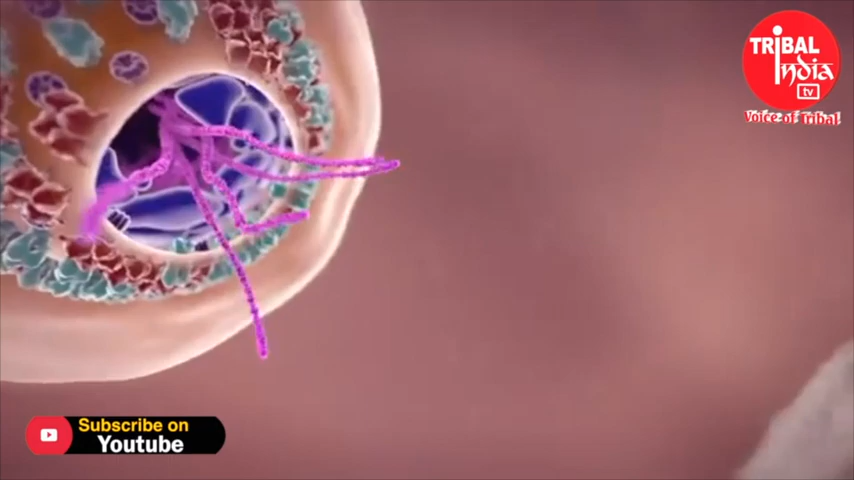 TRIBAL
India
tv
Voice of Tribal
Subscribe on
Youtube